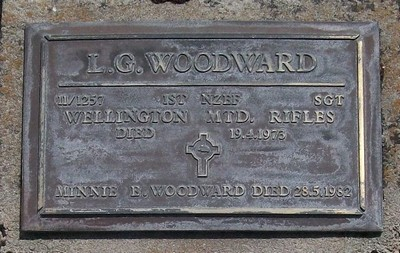 L.G. WOODWARD
11/1257 1ST NZEF SGT
WELLINGTON MTD. RIFLES
DIED 19.4.1973
MINNIE E. WOODWARD DIED 28.5.1982